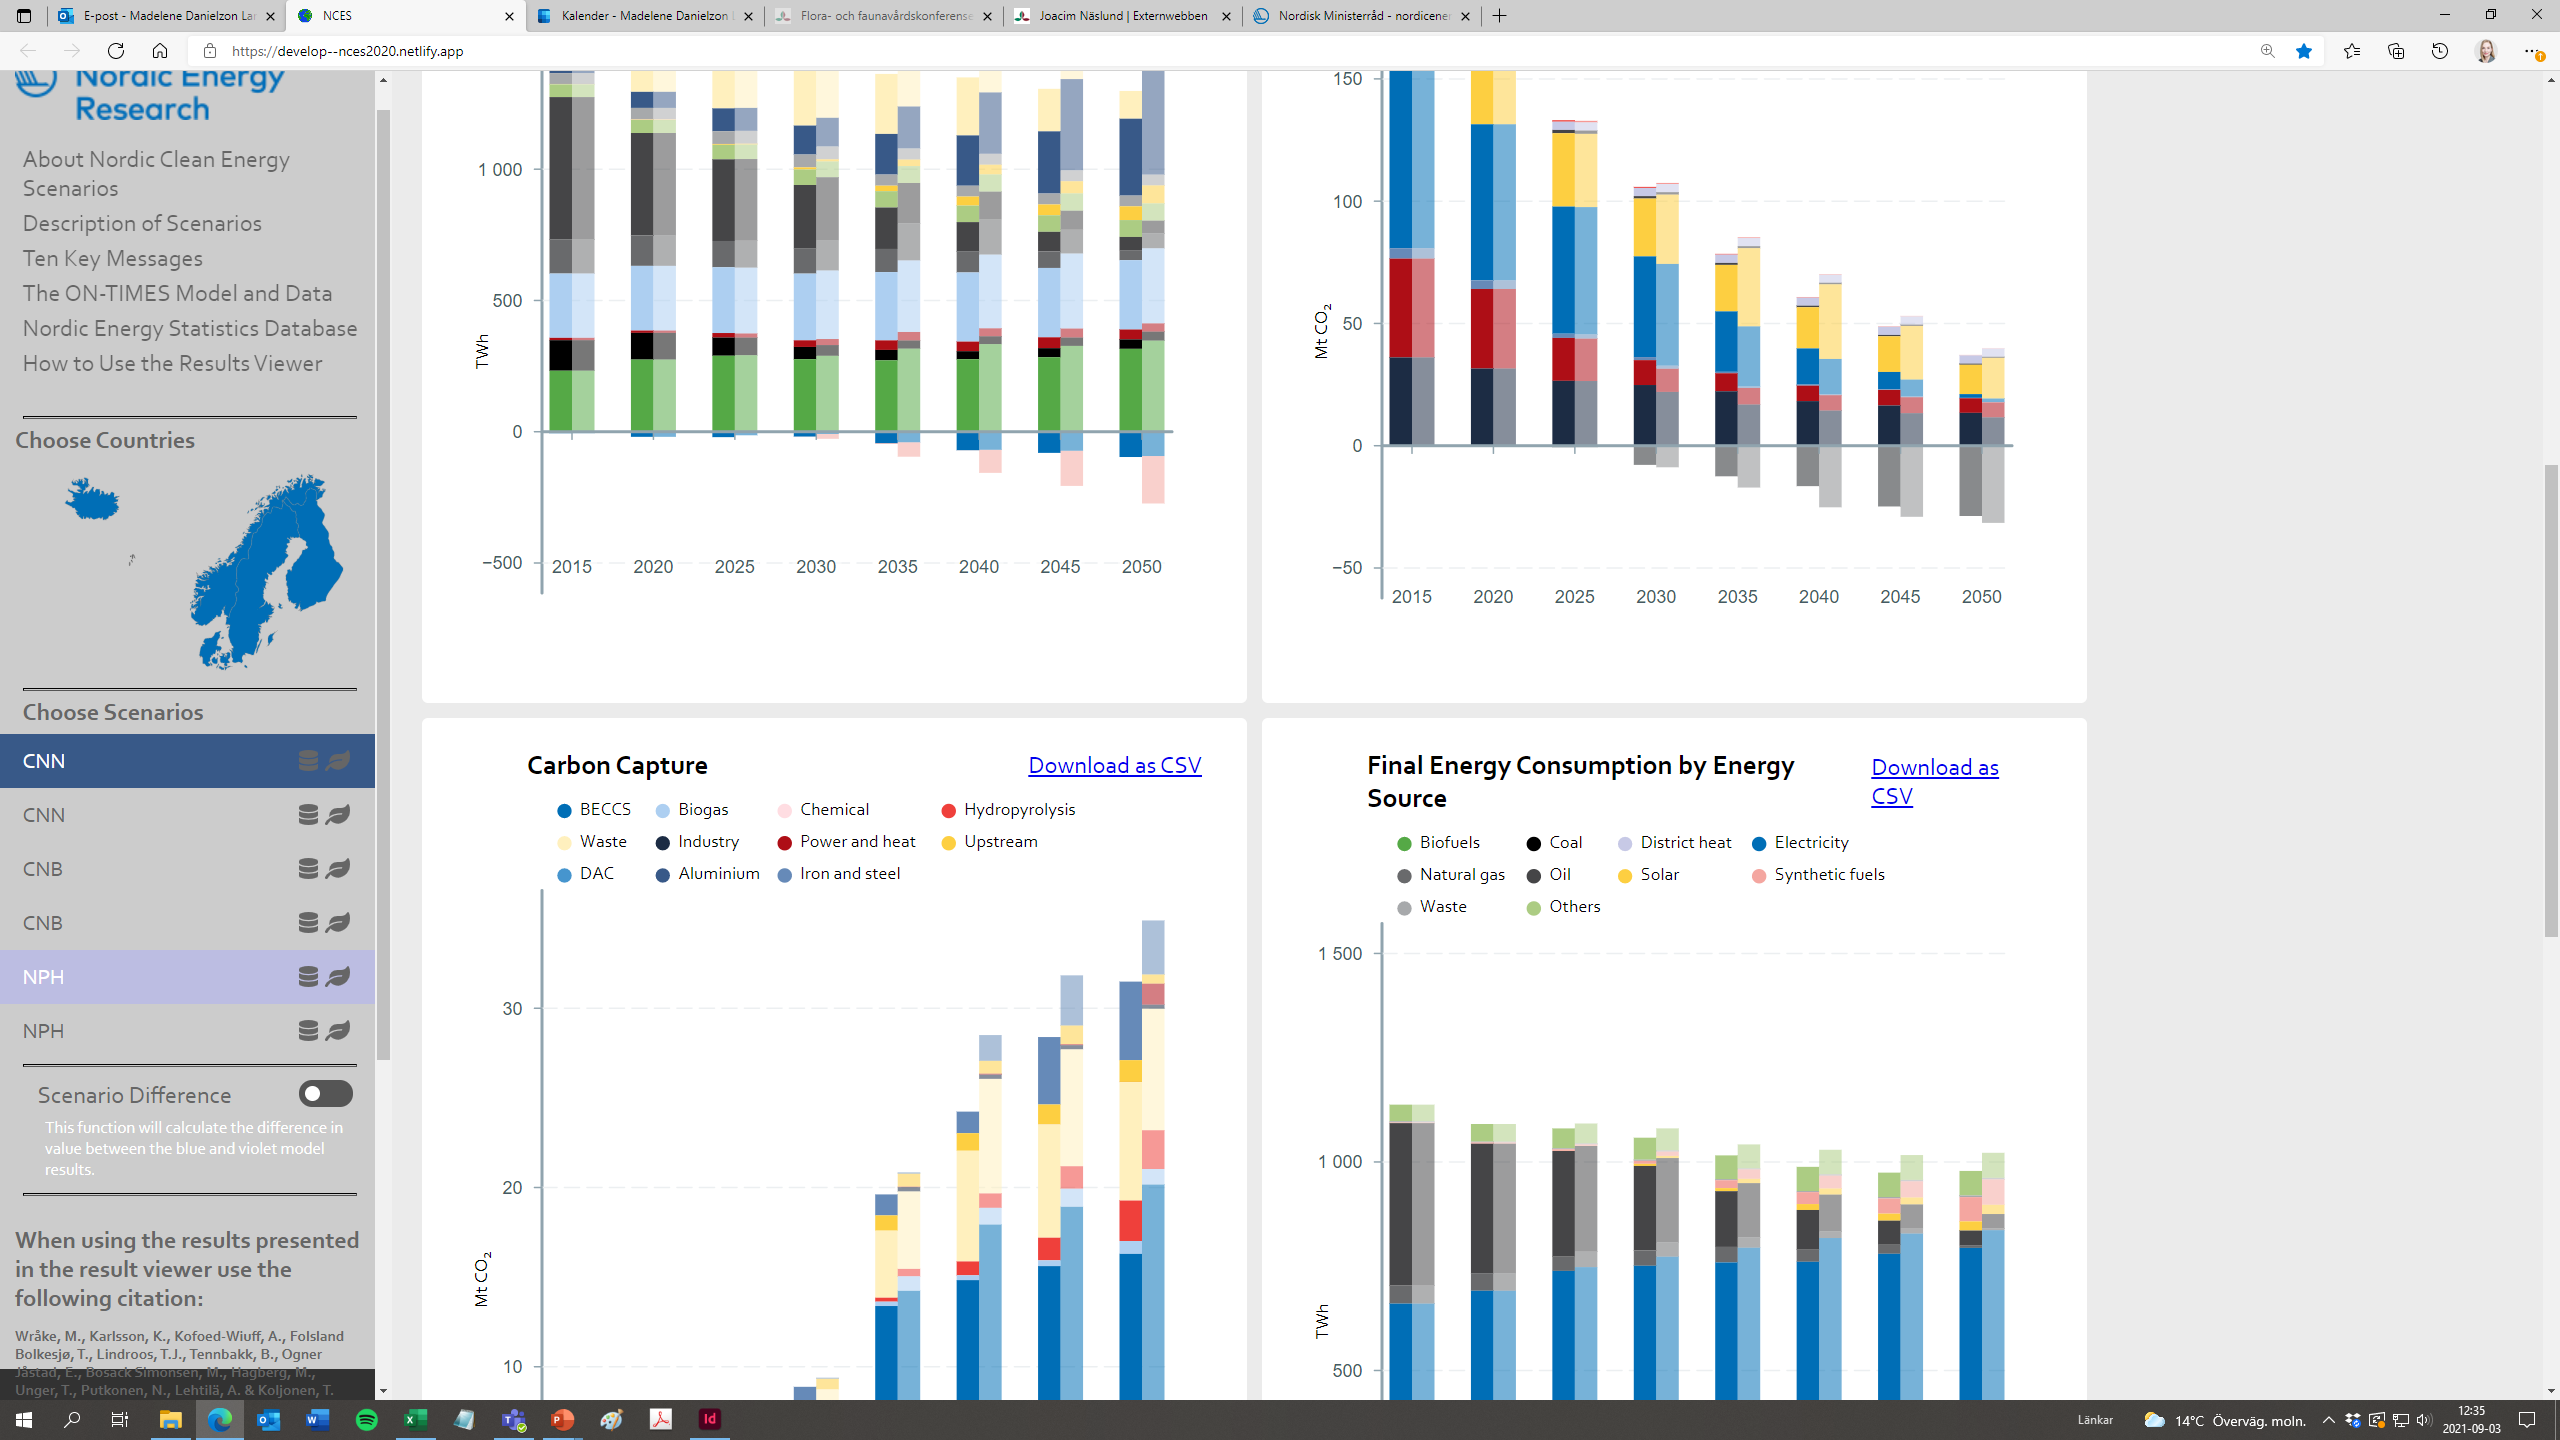 E-post - Madelene Danielzon Lar
NCES
Kalender - Madelene Danielzon L
Flora- och faunavårdskonferense
Joacim Näslund | Externwebben
Nordisk Ministerråd - nordicener
https://develop--nces2020.netlify.app
Nordic Energy
Research
About Nordic Clean Energy
Scenarios
Description of Scenarios
Ten Key Messages
The ON-TIMES Model and Data
Nordic Energy Statistics Database
How to Use the Results Viewer
Choose Countries
Choose Scenarios
CNN
CNN
CNB
CNB
NPH
NPH
Scenario Difference
This function will calculate the difference in
value between the blue and violet model
results.
When using the results presented
in the result viewer use the
following citation:
Wråke, M., Karlsson, K., Kofoed-Wiuff, A., Folsland
Bolkesjø, T., Lindroos, T.J., Tennbakk, B., Ogner
Jåstad, E., Bosack Simonsen, M., Hagberg, M.,
Unger, T., Putkonen, N., Lehtilä, A. & Koljonen, T.
1 000
500
0
−500
TWh
2015 2020 2025 2030 2035 2040 2045 2050
150
100
50
0
−50
Mt CO2
2015 2020 2025 2030 2035 2040 2045 2050
Carbon Capture
Download as CSV
BECCS Biogas Chemical Hydropyrolysis
Waste Industry Power and heat Upstream
DAC Aluminium Iron and steel
30
20
10
Mt CO2
Final Energy Consumption by Energy
Source
Download as
CSV
Biofuels Coal District heat Electricity
Natural gas Oil Solar Synthetic fuels
Waste Others
1 500
1 000
500
TWh
Länkar
14°C Överväg. moln.
12:35
2021-09-03